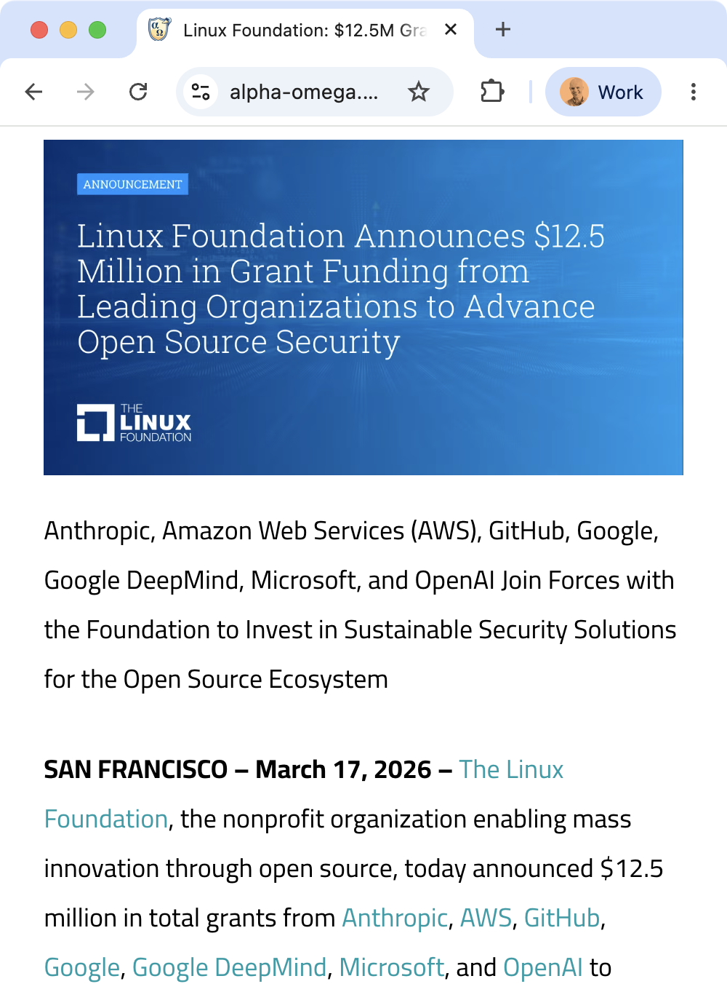 Linux Foundation: $12.5M Gra
alpha-omega....
Work
ANNOUNCEMENT
Linux Foundation Announces $12.5
Million in Grant Funding from
Leading Organizations to Advance
Open Source Security
THE
LINUX
FOUNDATION
Anthropic, Amazon Web Services (AWS), GitHub, Google,
Google DeepMind, Microsoft, and OpenAI Join Forces with
the Foundation to Invest in Sustainable Security Solutions
for the Open Source Ecosystem
SAN FRANCISCO – March 17, 2026 – The Linux
Foundation, the nonprofit organization enabling mass
innovation through open source, today announced $12.5
million in total grants from Anthropic, AWS, GitHub,
Google, Google DeepMind, Microsoft, and OpenAI to